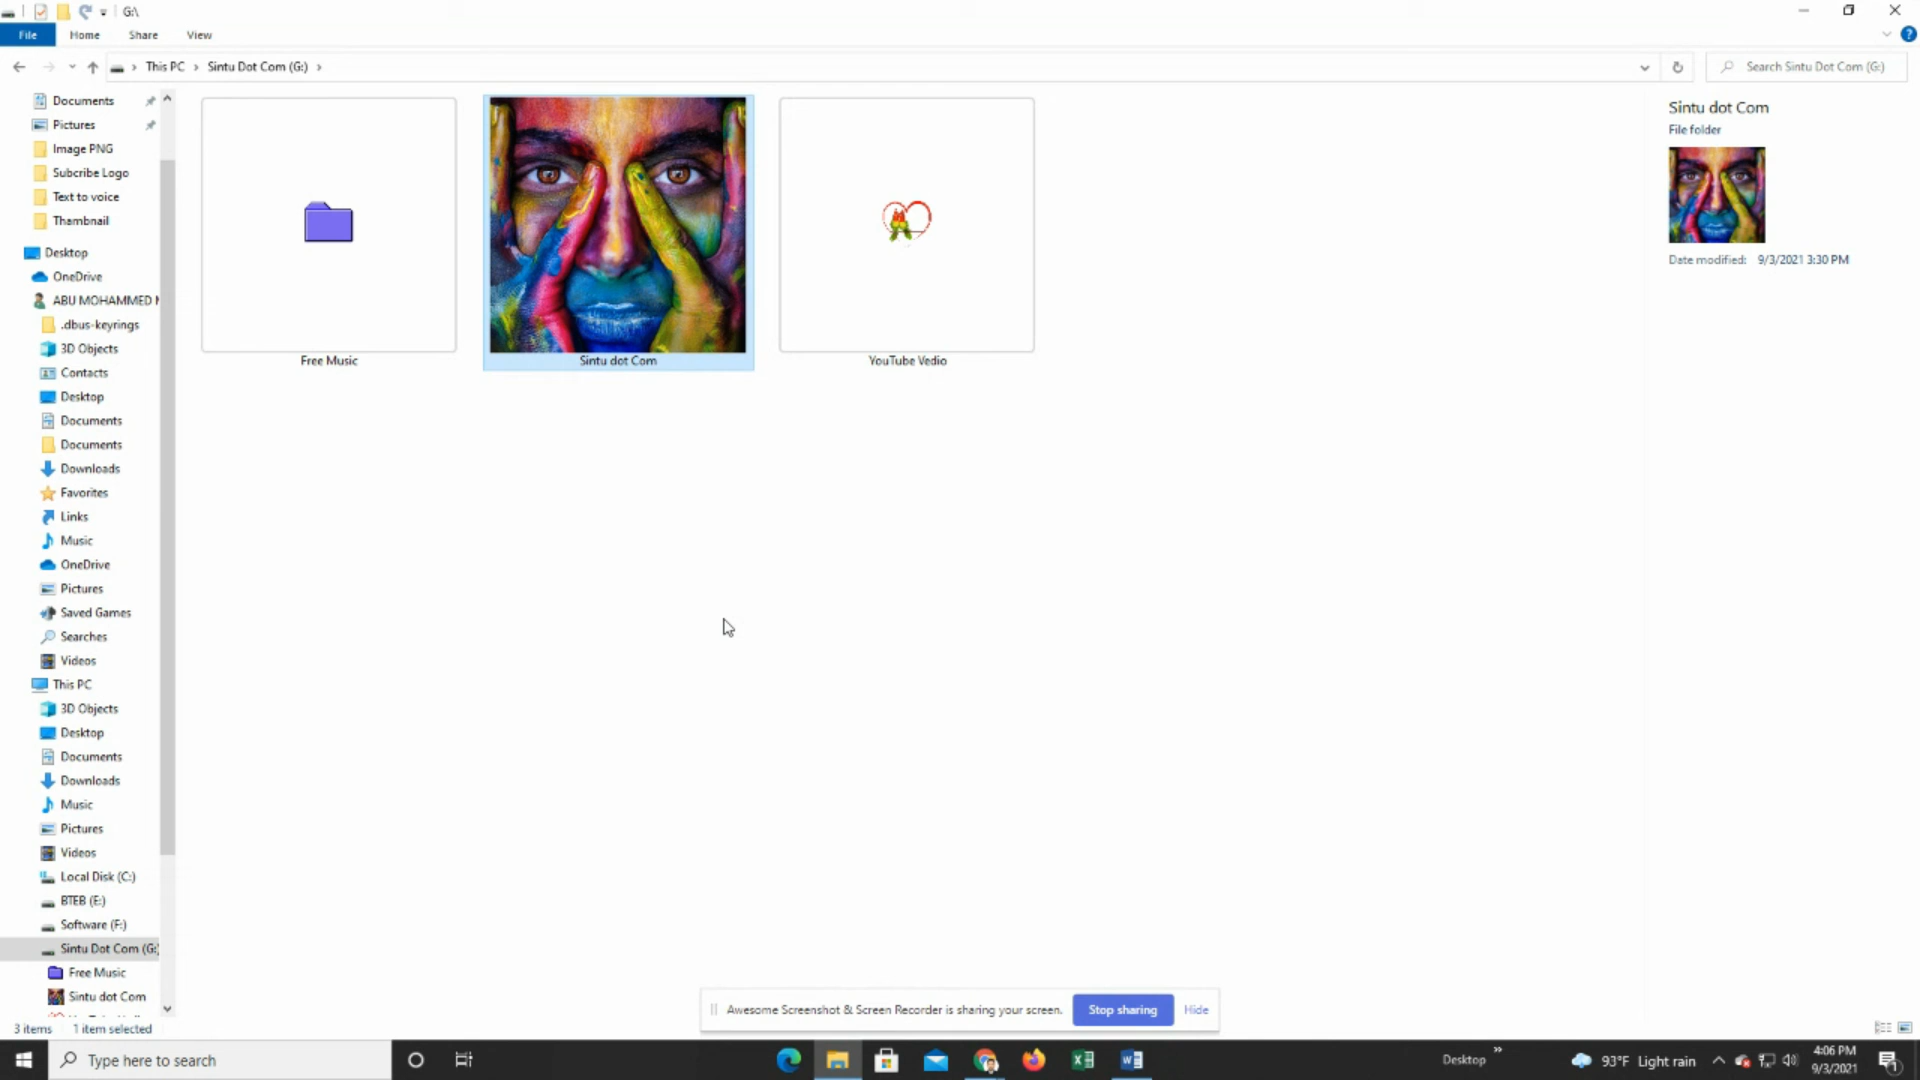 G:\
File Home Share View
This PC Sintu Dot Com (G:)
Search Sintu Dot Com (G:)
Documents
Pictures
Image PNG
Subcribe Logo
Text to voice
Thambnail
Desktop
OneDrive
ABU MOHAMMED
.dbus-keyrings
3D Objects
Contacts
Desktop
Documents
Documents
Downloads
Favorites
Links
Music
OneDrive
Pictures
Saved Games
Searches
Videos
This PC
3D Objects
Desktop
Documents
Downloads
Music
Pictures
Videos
Local Disk (C:)
BTEB (E:)
Software (F:)
Sintu Dot Com (G:)
Free Music
Sintu dot Com
Free Music
Sintu dot Com
YouTube Vedio
Sintu dot Com
File folder
Date modified: 9/3/2021 3:30 PM
3 items 1 item selected
Awesome Screenshot & Screen Recorder is sharing your screen. Stop sharing Hide
Type here to search
Desktop
93°F Light rain
4:06 PM
9/3/2021